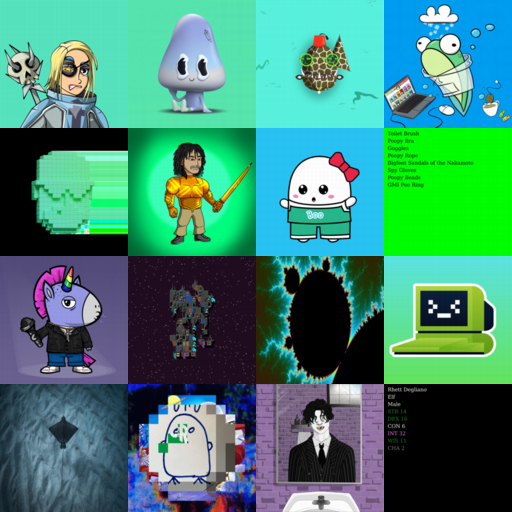 Toilet Brush
Poopy Bra
Goggles
Poopy Rope
Bigfoot Sandals of the Nakamoto
Spy Gloves
Poopy Beads
GMI Poo Ring
BOO
Rhett Degliano
Elf
Male
STR 14
DEX 16
CON 6
INT 32
WIS 11
CHA 2